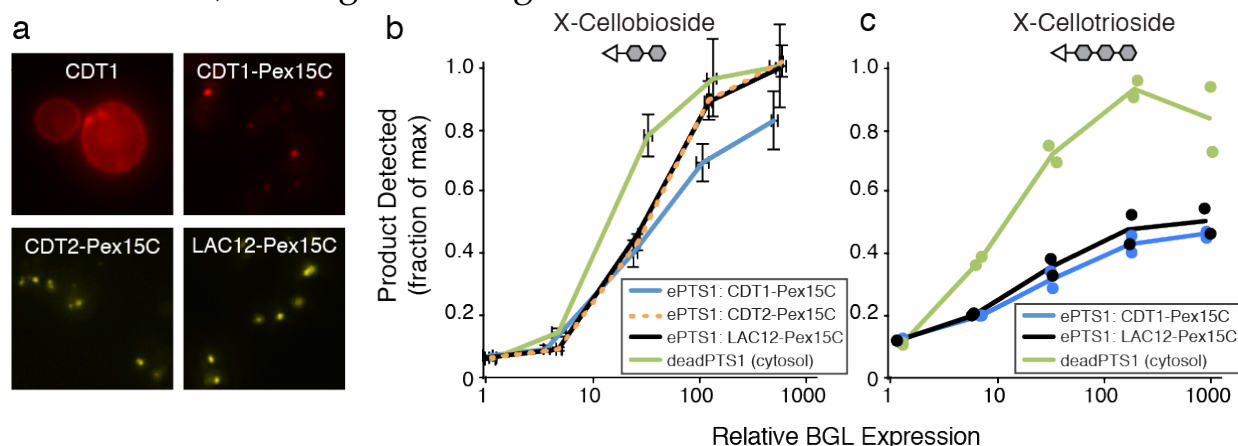 a
CDT1
CDT1-Pex15C
CDT2-Pex15C
LAC12-Pex15C
b
X-Cellobioside
Product Detected
(fraction of max)
1.0
0.8
0.6
0.4
0.2
0
1
10
100
1000
ePTS1: CDT1-Pex15C
ePTS1: CDT2-Pex15C
ePTS1: LAC12-Pex15C
deadPTS1 (cytosol)
c
X-Cellotrioside
1.0
0.8
0.6
0.4
0.2
0
1
10
100
1000
ePTS1: CDT1-Pex15C
ePTS1: LAC12-Pex15C
deadPTS1 (cytosol)
Relative BGL Expression